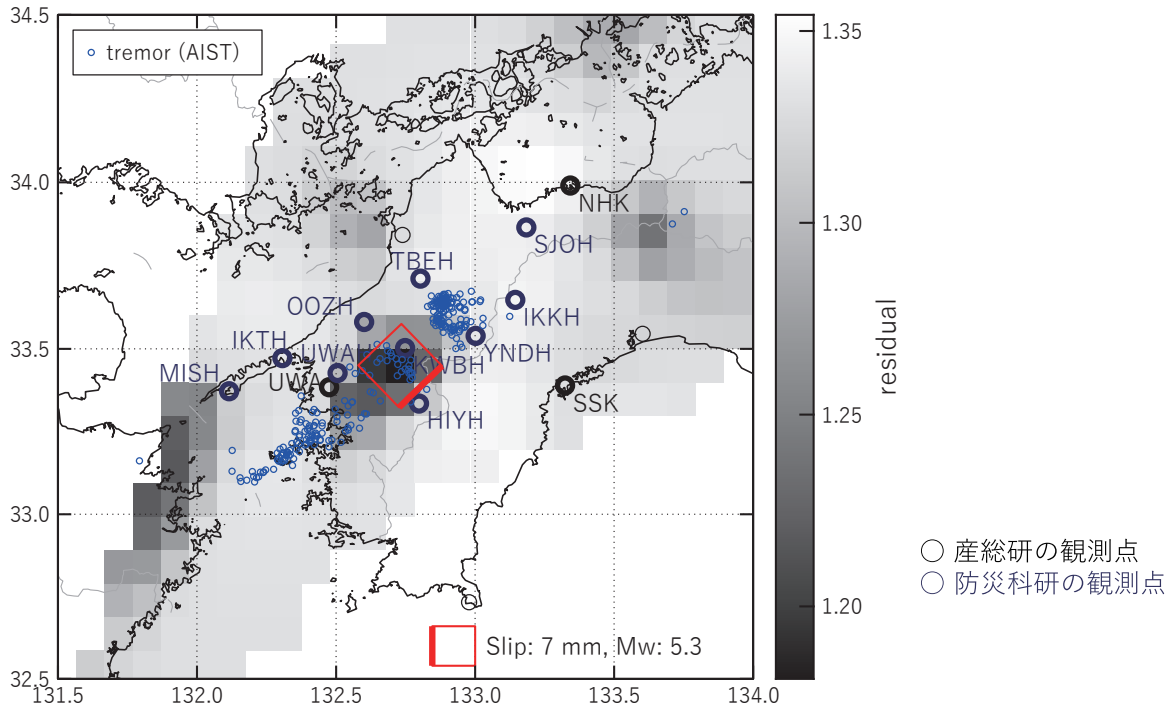 34.5
tremor (AIST)
1.35
34.0
NHK
SJOH
1.30
TBEH
OOZH
IKKH
residual
IKTH
33.5
UWAH
YNDH
MISH
UWA
KWBH
SSK
HIYH
1.25
33.0
○ 産総研の観測点
○ 防災科研の観測点
1.20
Slip: 7 mm, Mw: 5.3
32.5
131.5 132.0 132.5 133.0 133.5 134.0